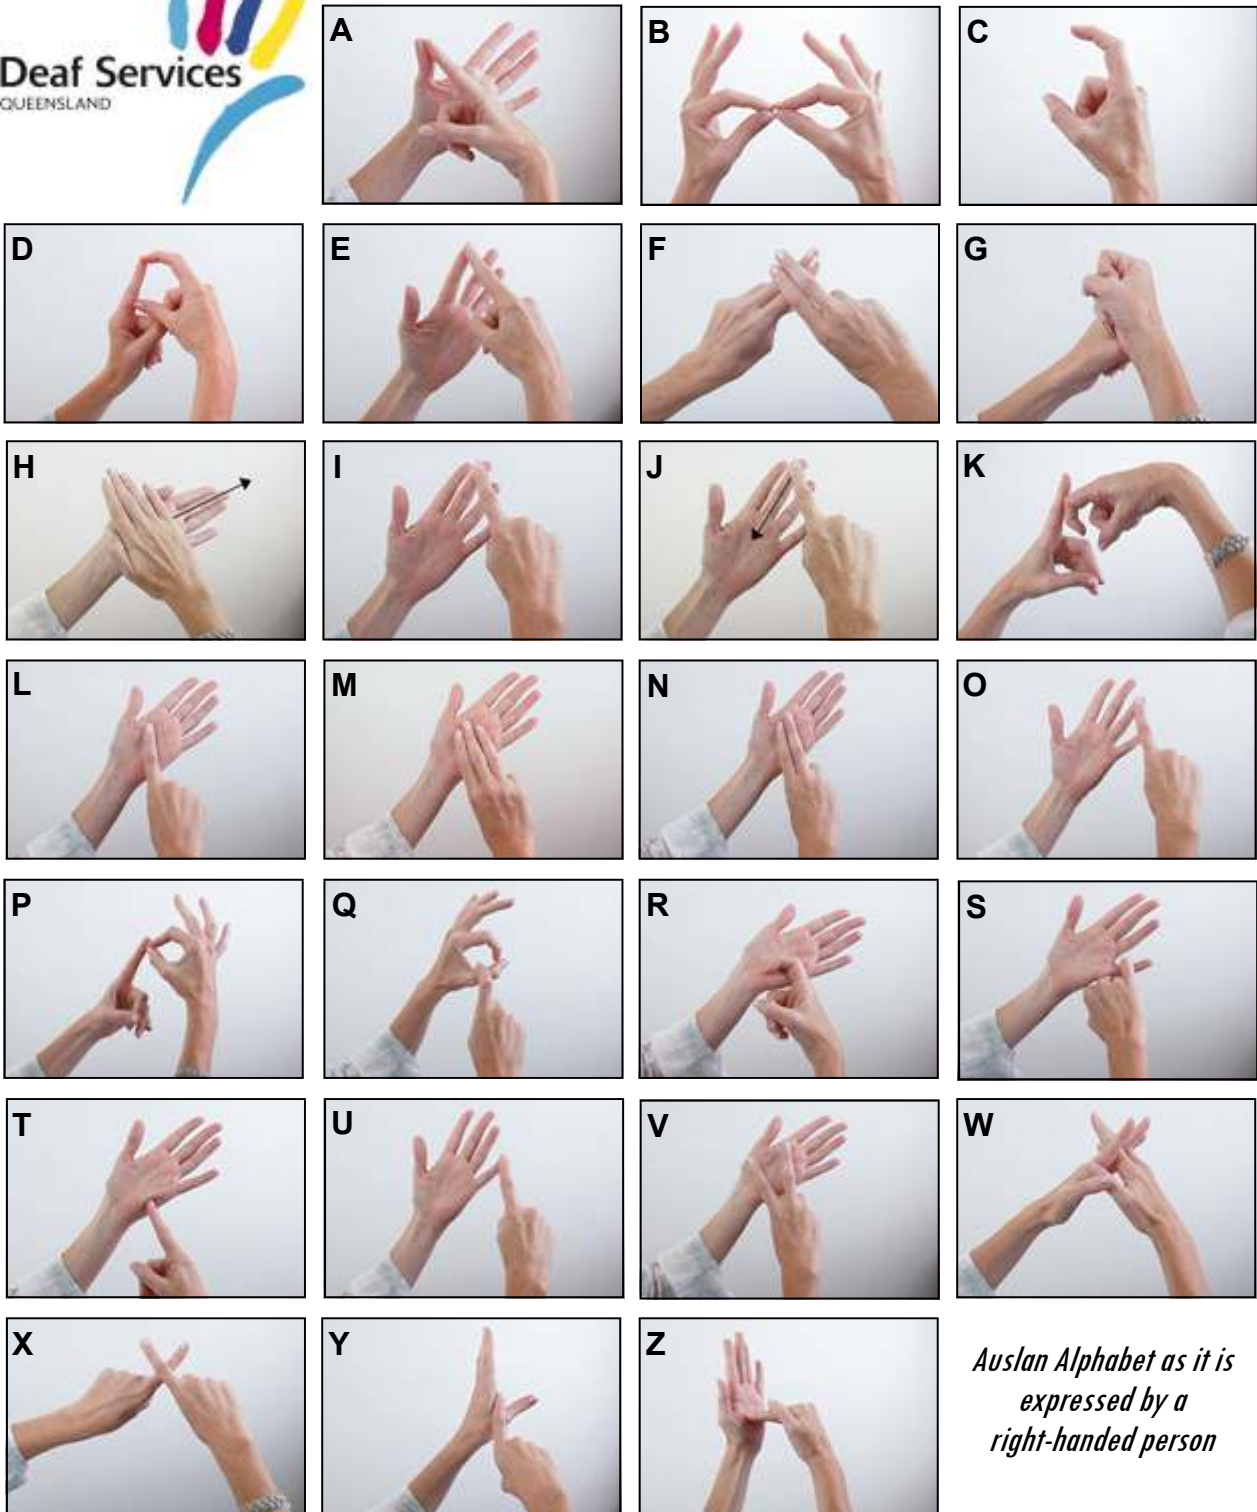 Deaf Services
QUEENSLAND
A
B
C
D
E
F
G
H
I
J
K
L
M
N
O
P
Q
R
S
T
U
V
W
X
Y
Z
Auslan Alphabet as it is
expressed by a
right-handed person